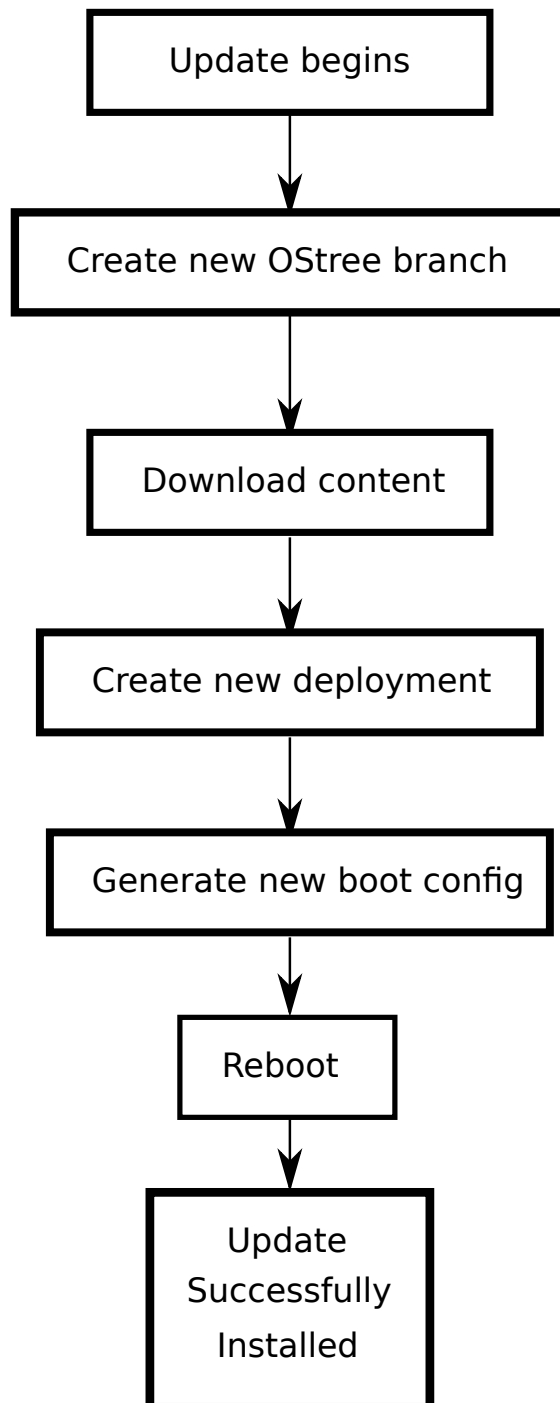 Update begins
Create new OStree branch
Download content
Create new deployment
Generate new boot config
Reboot
Update
Successfully
Installed